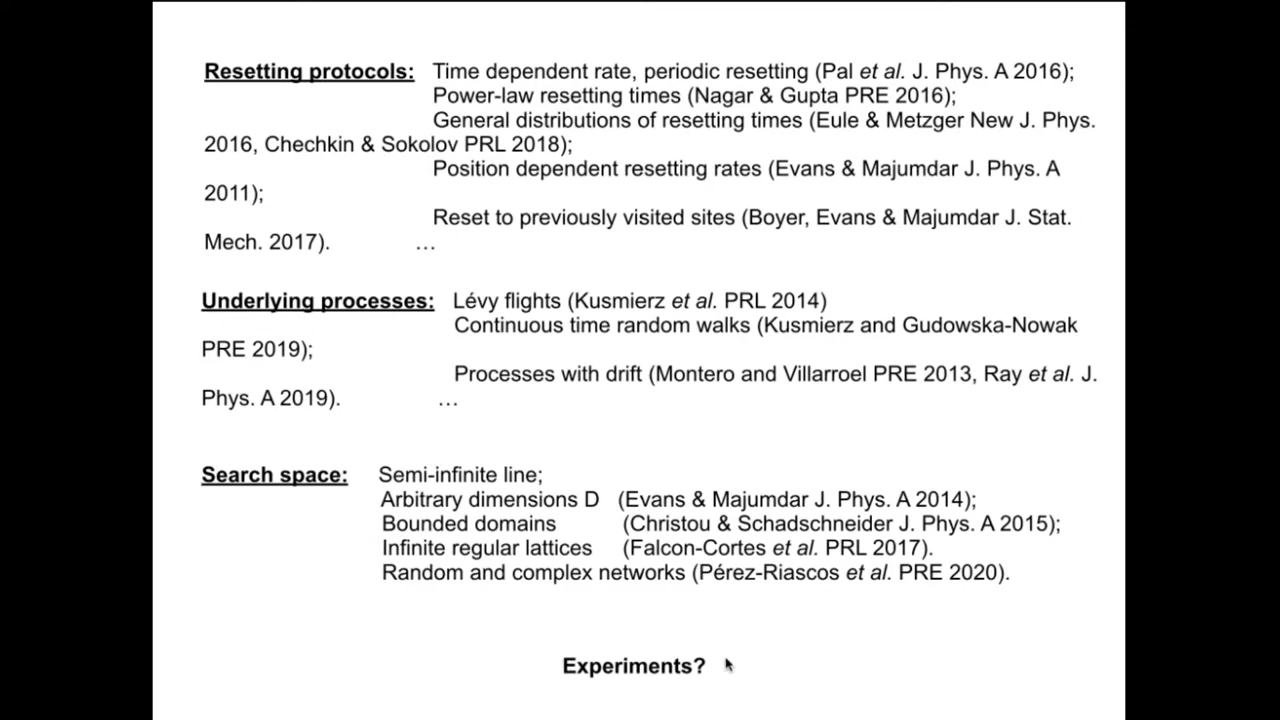 Resetting protocols: Time dependent rate, periodic resetting (Pal et al. J. Phys. A 2016);
Power-law resetting times (Nagar & Gupta PRE 2016);
General distributions of resetting times (Eule & Metzger New J. Phys.
2016, Chechkin & Sokolov PRL 2018);
Position dependent resetting rates (Evans & Majumdar J. Phys. A
2011);
Reset to previously visited sites (Boyer, Evans & Majumdar J. Stat.
Mech. 2017). …
Underlying processes: Lévy flights (Kusmierz et al. PRL 2014)
Continuous time random walks (Kusmierz and Gudowska-Nowak
PRE 2019);
Processes with drift (Montero and Villarroel PRE 2013, Ray et al. J.
Phys. A 2019). …
Search space: Semi-infinite line;
Arbitrary dimensions D (Evans & Majumdar J. Phys. A 2014);
Bounded domains (Christou & Schadschneider J. Phys. A 2015);
Infinite regular lattices (Falcon-Cortes et al. PRL 2017).
Random and complex networks (Pérez-Riascos et al. PRE 2020).
Experiments?